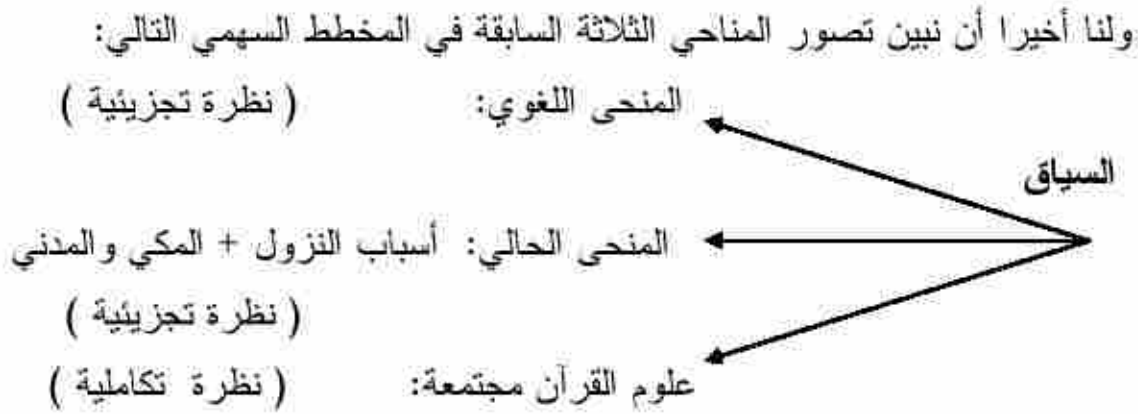 ولنا أخيرا أن نبين تصور المناحي الثلاثة السابقة في المخطط السهمي التالي:
المنحى اللغوي: ( نظرة تجزيئية )
السياق
المنحى الحالي: أسباب النزول + المكي والمدني
( نظرة تجزيئية )
علوم القرآن مجتمعة: ( نظرة تكاملية )